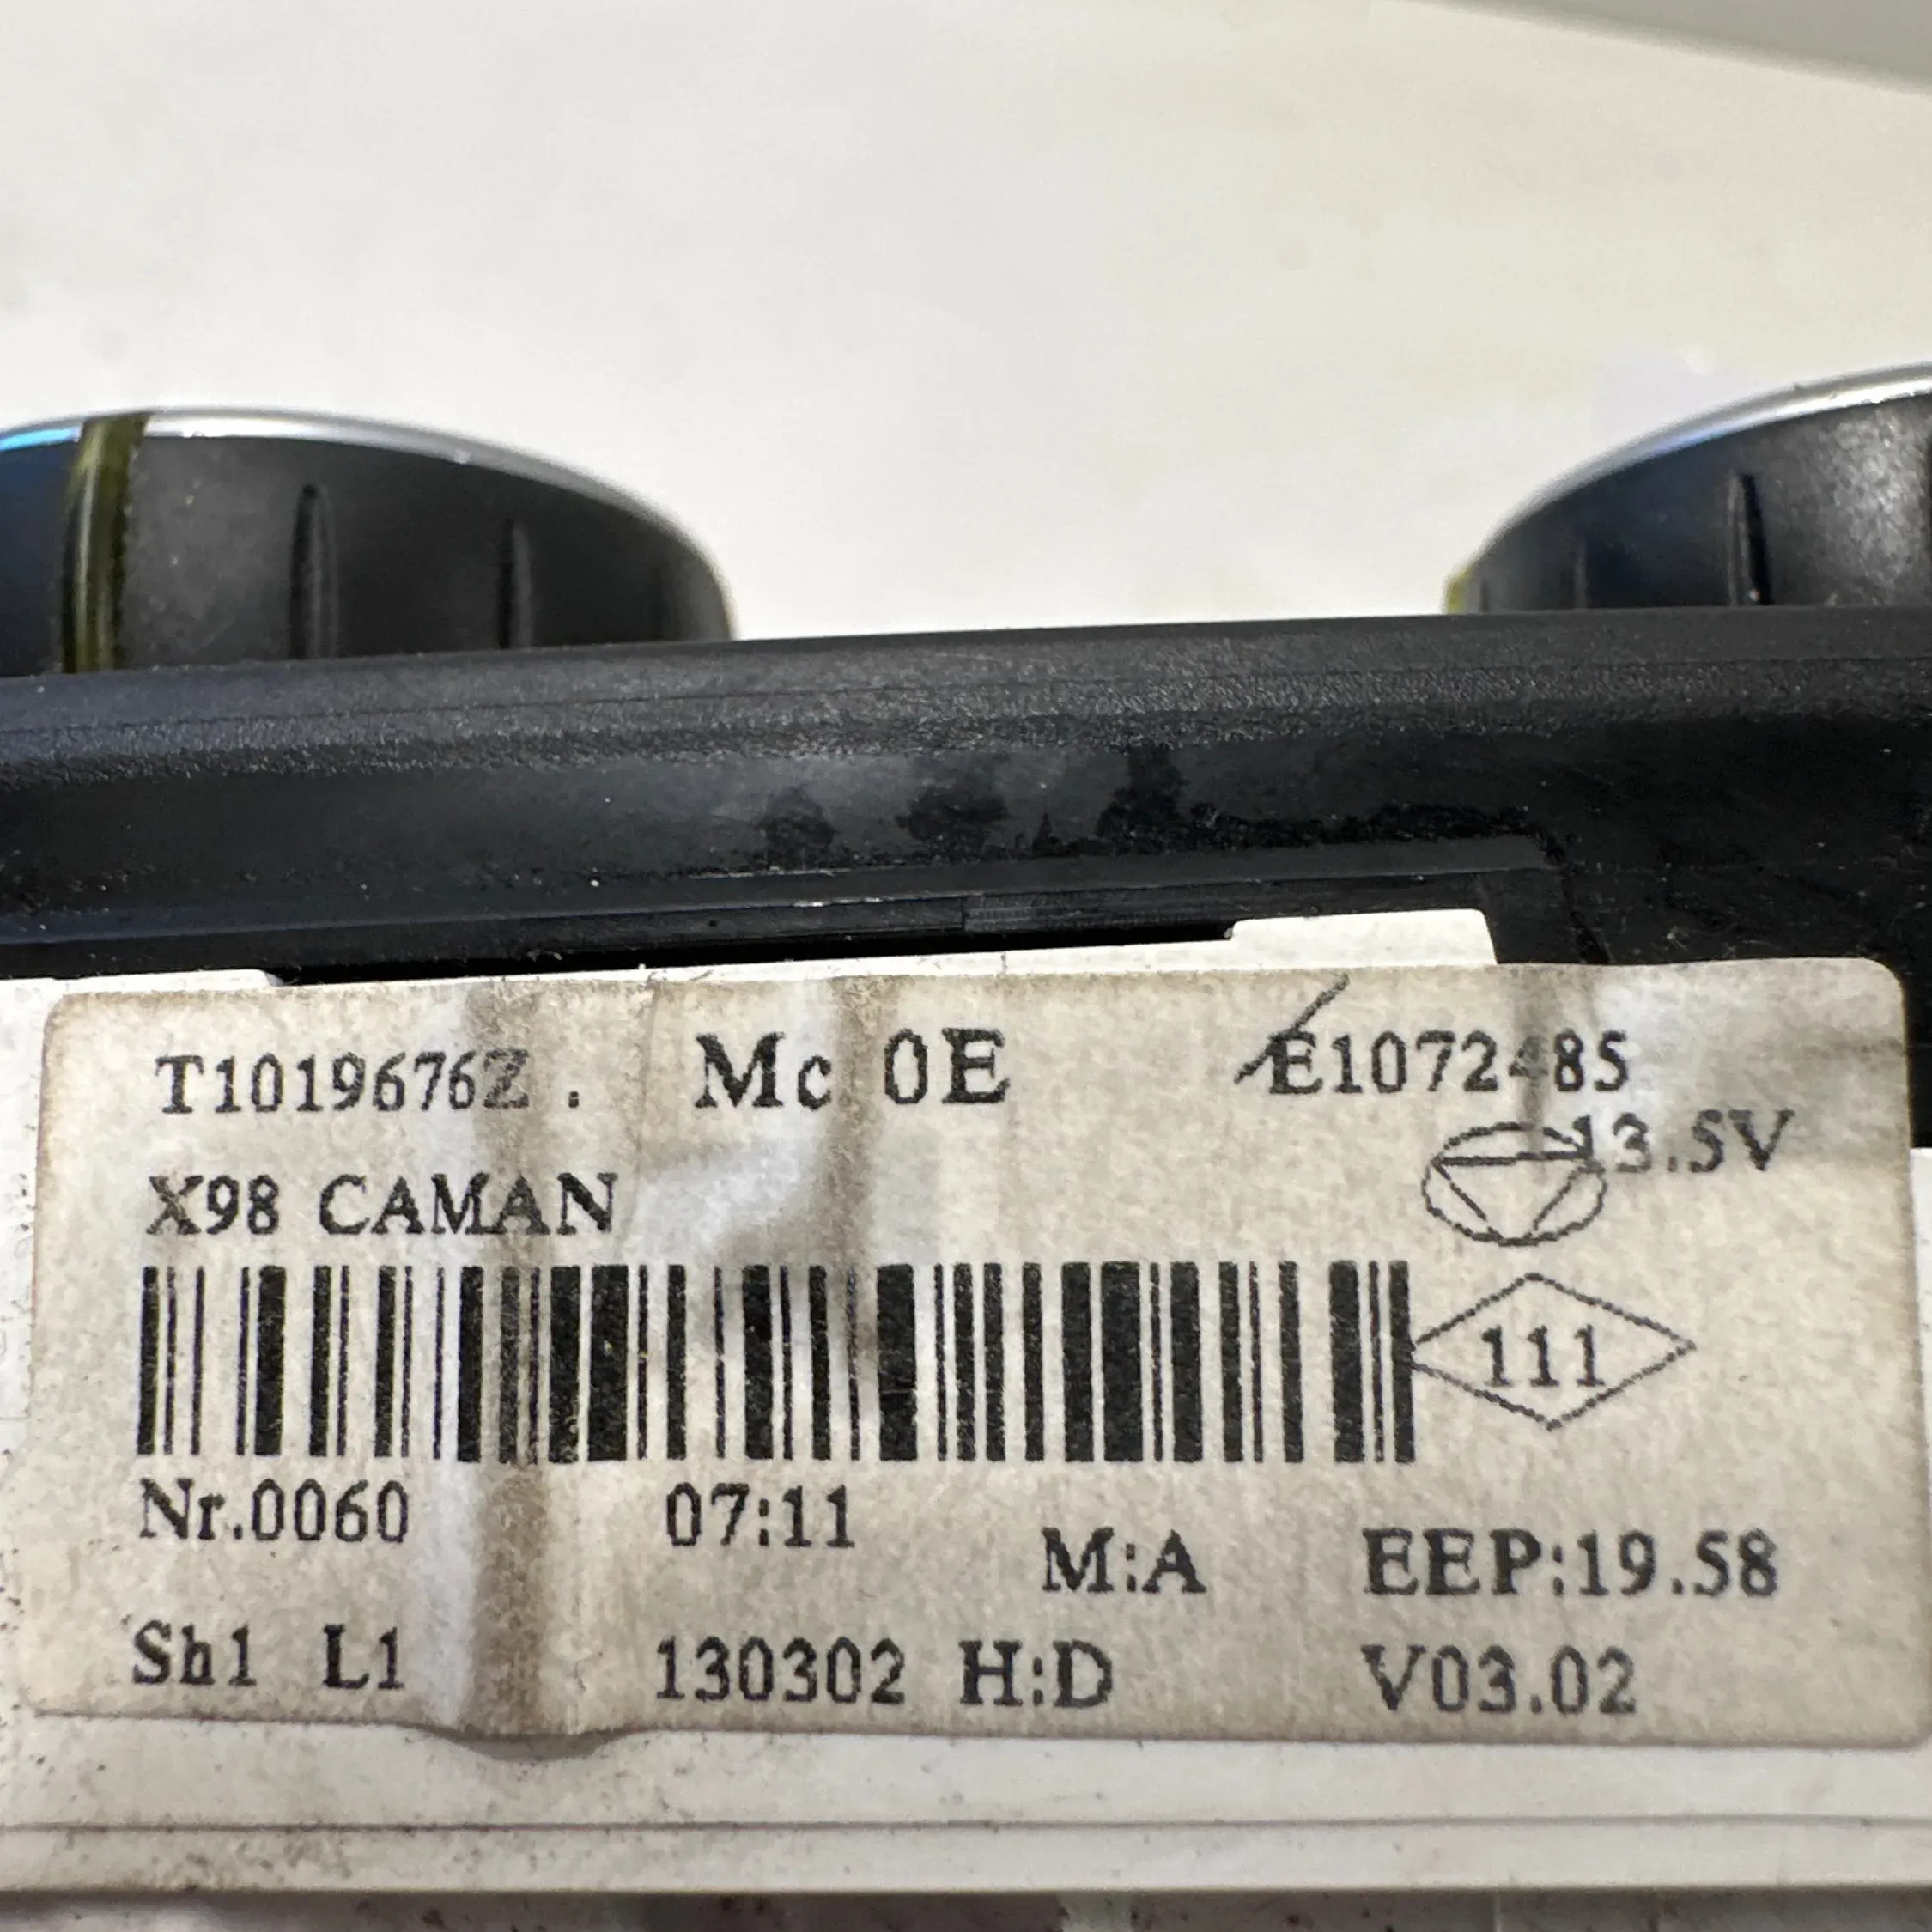 T1019676Z . Mc 0E E1072485
13.5V
X98 CAMAN
111
Nr.0060 07:11
M:A EEP:19.58
Sh1 L1 130302 H:D V03.02